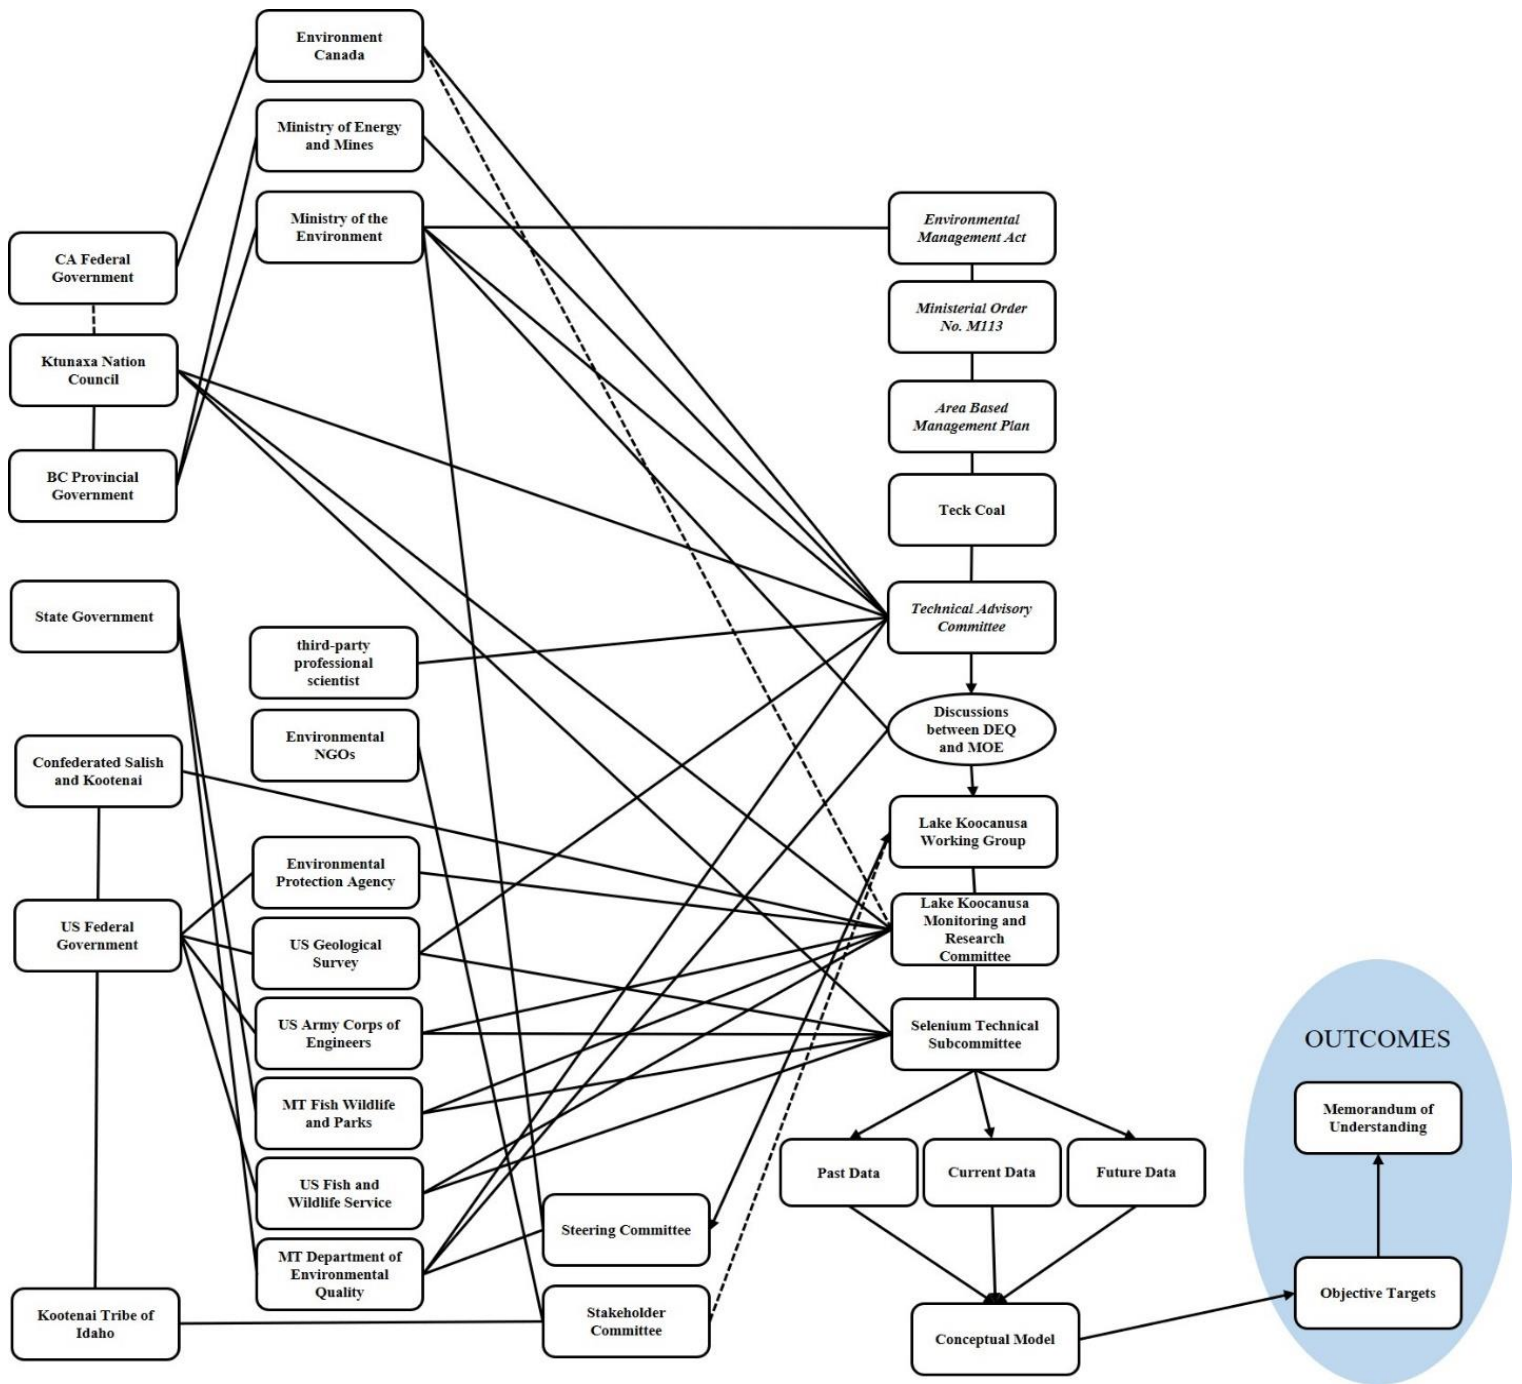 Environment
Canada
Ministry of Energy
and Mines
Ministry of the
Environment
CA Federal
Government
Ktunaxa Nation
Council
BC Provincial
Government
State Government
third-party
professional
scientist
Environmental
NGOs
Confederated Salish
and Kootenai
Environmental
Protection Agency
US Federal
Government
US Geological
Survey
US Army Corps of
Engineers
MT Fish Wildlife
and Parks
US Fish and
Wildlife Service
MT Department of
Environmental
Quality
Kootenai Tribe of
Idaho
Steering Committee
Stakeholder
Committee
Environmental
Management Act
Ministerial Order
No. M113
Area Based
Management Plan
Teck Coal
Technical Advisory
Committee
Discussions
between DEQ
and MOE
Lake Koocanusa
Working Group
Lake Koocanusa
Monitoring and
Research
Committee
Selenium Technical
Subcommittee
Past Data
Current Data
Future Data
Conceptual Model
OUTCOMES
Memorandum of
Understanding
Objective Targets